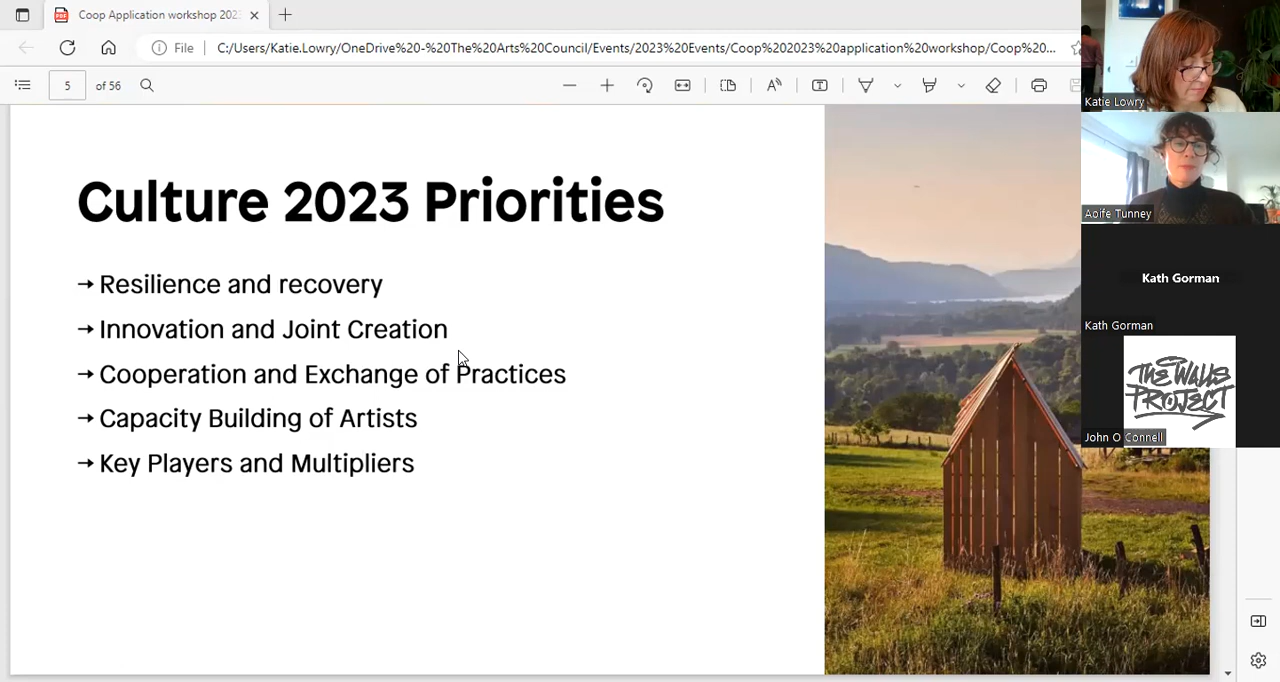 Coop Application workshop 2023
File
C:/Users/Katie.Lowry/OneDrive%20-%20The%20Arts%20Council/Events/2023%20Events/Coop%202023%20application%20workshop/Coop%20...
5 of 56
Culture 2023 Priorities
→ Resilience and recovery
→ Innovation and Joint Creation
→ Cooperation and Exchange of Practices
→ Capacity Building of Artists
→ Key Players and Multipliers
Katie Lowry
Aoife Tunney
Kath Gorman
Kath Gorman
THE WALLS
PROJECT
John O Connell